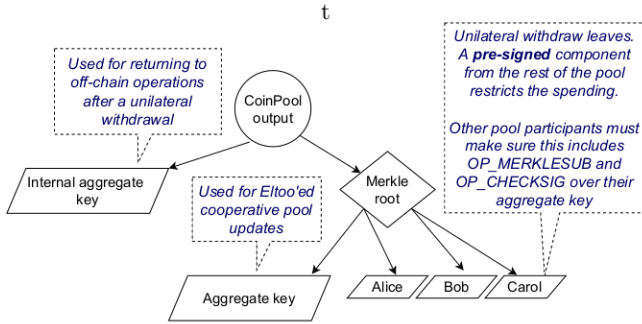 t
Unilateral withdraw leaves.
A pre-signed component
from the rest of the pool
restricts the spending.
Other pool participants must
make sure this includes
OP_MERKLESUB and
OP_CHECKSIG over their
aggregate key
Used for returning to
off-chain operations
after a unilateral
withdrawal
CoinPool
output
Internal aggregate
key
Used for Eltoo'ed
cooperative pool
updates
Merkle
root
Aggregate key
Alice
Bob
Carol